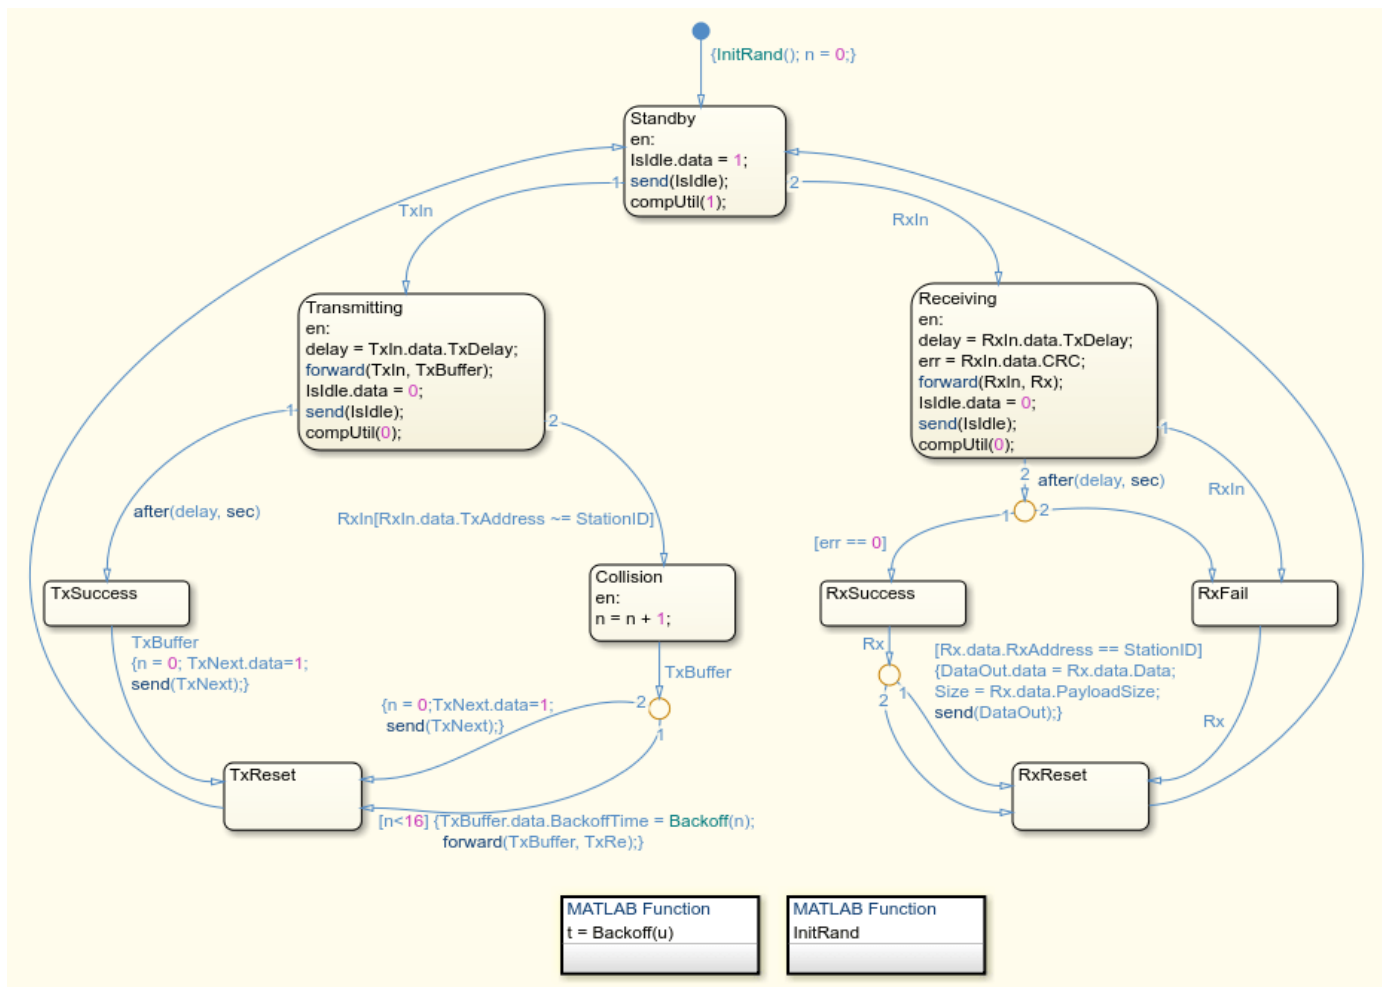 {InitRand(); n = 0;}
Standby
en:
IsIdle.data = 1;
send(IsIdle);
compUtil(1);
1
2
TxIn
RxIn
Transmitting
en:
delay = TxIn.data.TxDelay;
forward(TxIn, TxBuffer);
IsIdle.data = 0;
send(IsIdle);
compUtil(0);
1
2
Receiving
en:
delay = RxIn.data.TxDelay;
err = RxIn.data.CRC;
forward(RxIn, Rx);
IsIdle.data = 0;
send(IsIdle);
compUtil(0);
1
2
after(delay, sec)
RxIn[RxIn.data.TxAddress ~= StationID]
after(delay, sec)
RxIn
1
2
[err == 0]
TxSuccess
Collision
en:
n = n + 1;
RxSuccess
RxFail
TxBuffer
{n = 0; TxNext.data=1;
send(TxNext);}
TxBuffer
Rx
[Rx.data.RxAddress == StationID]
{DataOut.data = Rx.data.Data;
Size = Rx.data.PayloadSize;
send(DataOut);}
1
2
Rx
{n = 0;TxNext.data=1;
send(TxNext);}
2
1
TxReset
RxReset
[n<16] {TxBuffer.data.BackoffTime = Backoff(n);
forward(TxBuffer, TxRe);}
MATLAB Function
t = Backoff(u)
MATLAB Function
InitRand